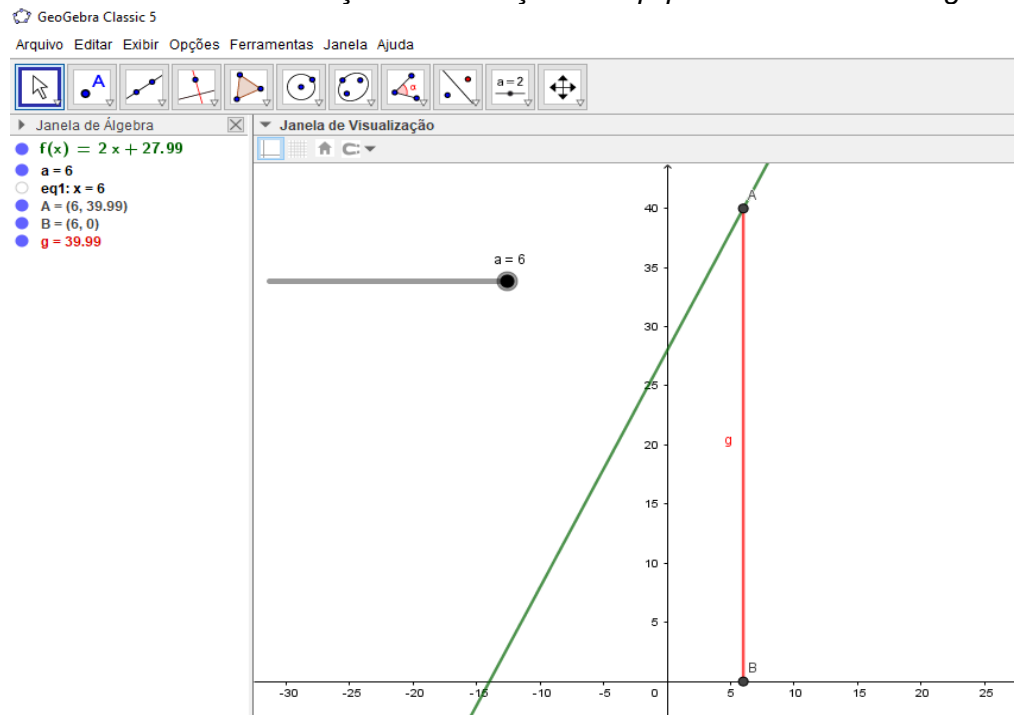 GeoGebra Classic 5
Arquivo Editar Exibir Opções Ferramentas Janela Ajuda
A
α
a = 2
Janela de Álgebra
Janela de Visualização
f(x) = 2 x + 27.99
a = 6
eq1: x = 6
A = (6, 39.99)
B = (6, 0)
g = 39.99
A
40
a = 6
35
30
25
g
20
15
10
5
B
-30 -25 -20 -15 -10 -5 0 5 10 15 20 25